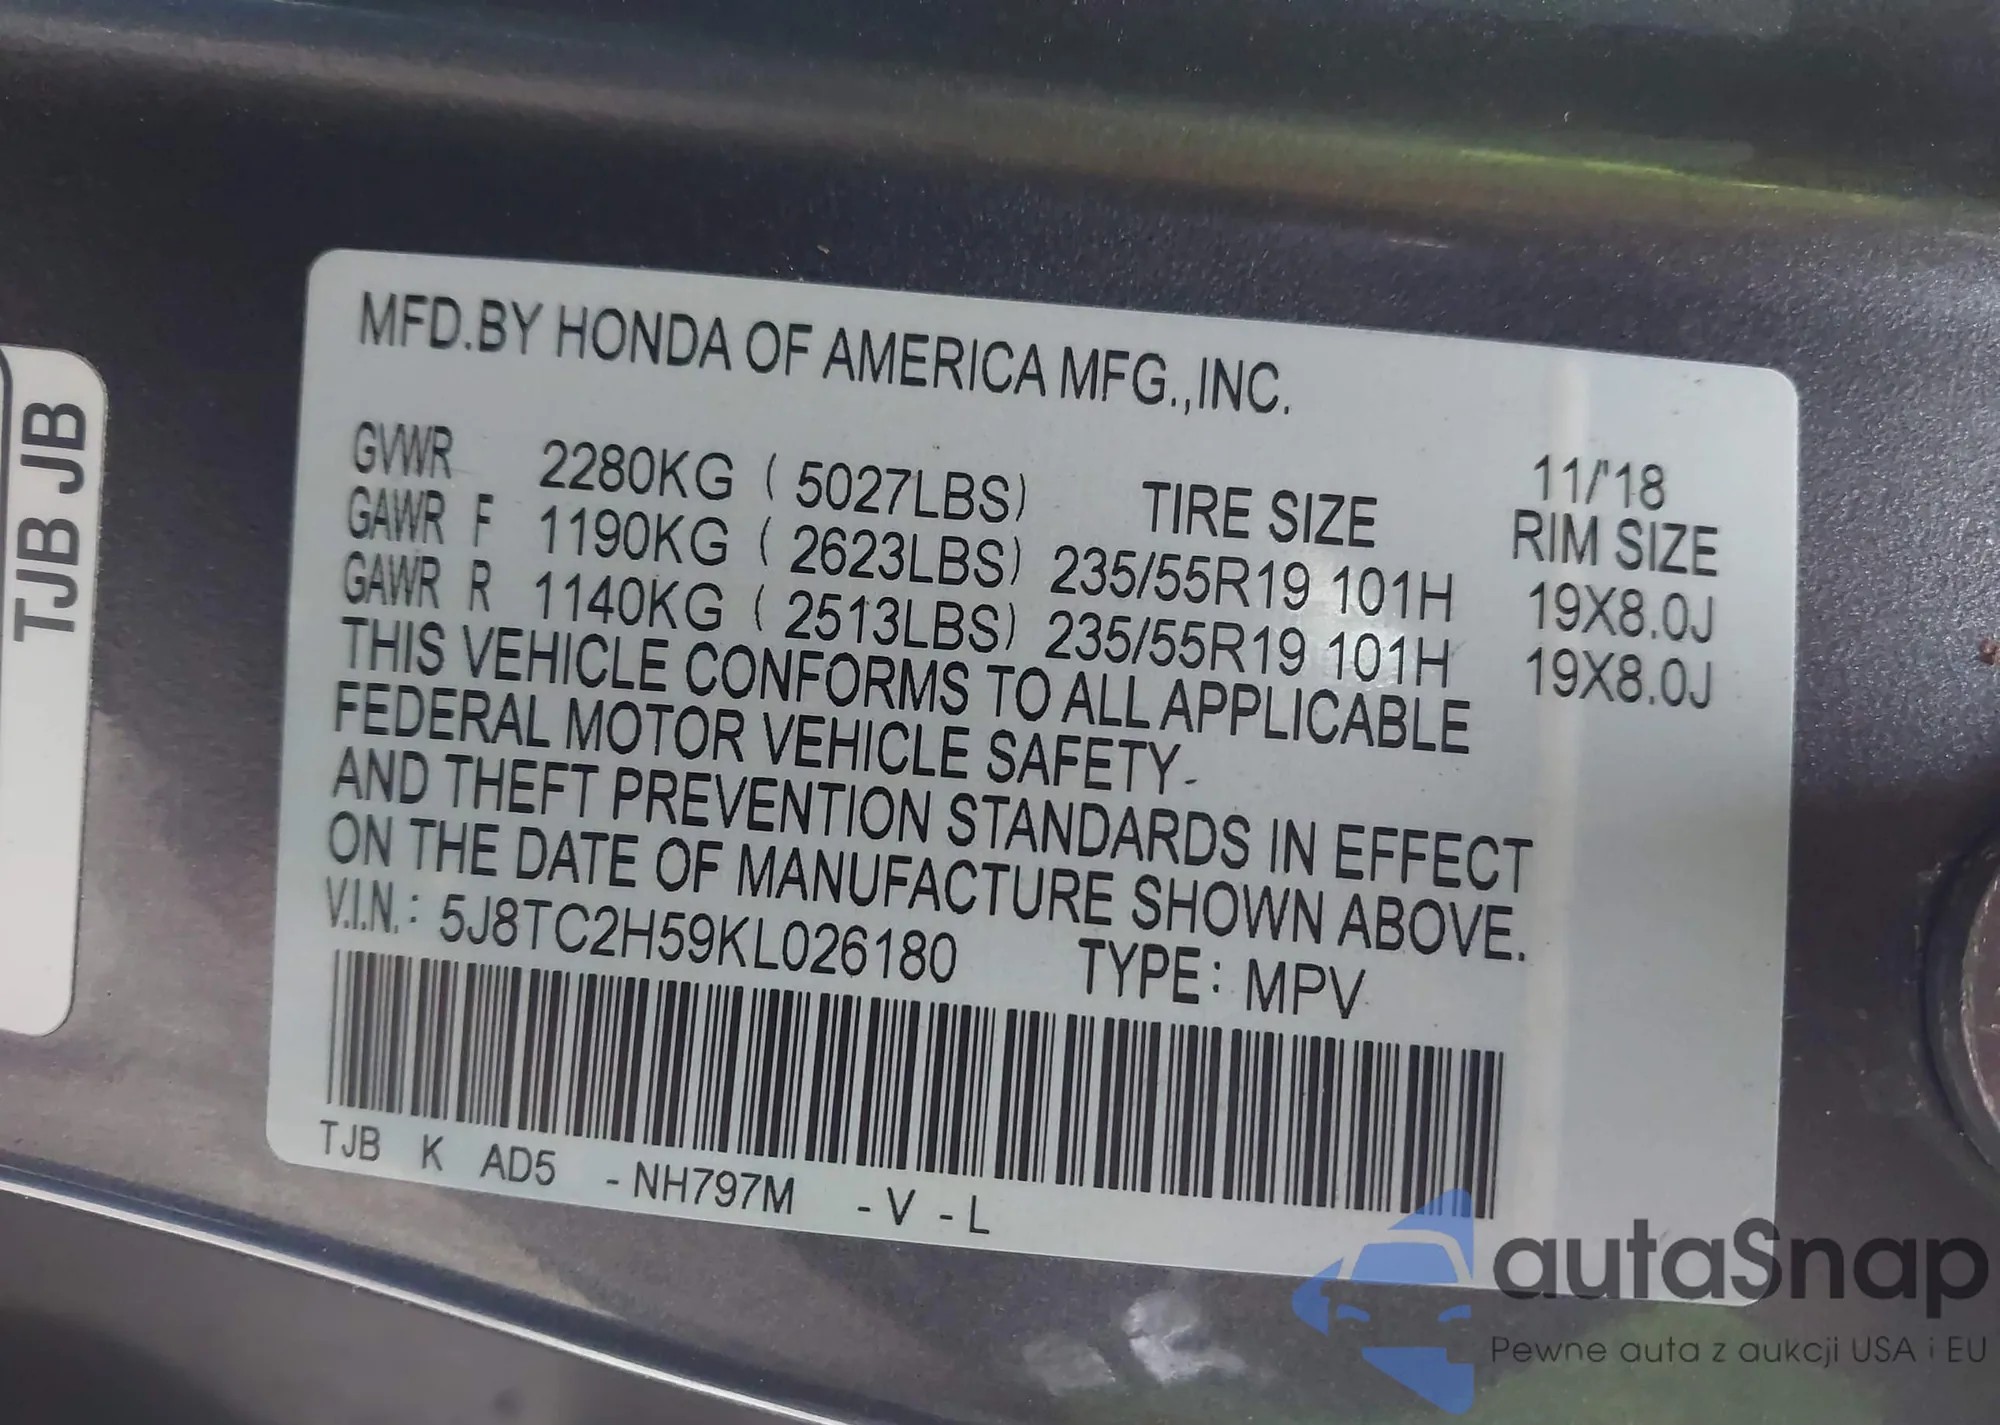 MFD.BY HONDA OF AMERICA MFG.,INC.
11/'18
GVWR 2280KG ( 5027LBS) TIRE SIZE RIM SIZE
GAWR F 1190KG ( 2623LBS) 235/55R19 101H 19X8.0J
GAWR R 1140KG ( 2513LBS) 235/55R19 101H 19X8.0J
THIS VEHICLE CONFORMS TO ALL APPLICABLE
FEDERAL MOTOR VEHICLE SAFETY-
AND THEFT PREVENTION STANDARDS IN EFFECT
ON THE DATE OF MANUFACTURE SHOWN ABOVE.
V.I.N.: 5J8TC2H59KL026180 TYPE: MPV
TJB K AD5 -NH797M -V -L
TJB JB
autaSnap
Pewne auta z aukcji USA i EU